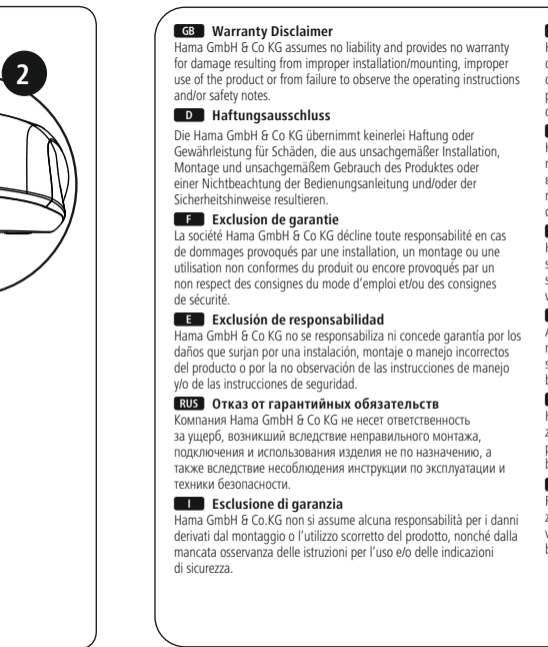 2
GB Warranty Disclaimer
Hama GmbH & Co KG assumes no liability and provides no warranty
for damage resulting from improper installation/mounting, improper
use of the product or from failure to observe the operating instructions
and/or safety notes.
D Haftungsausschluss
Die Hama GmbH & Co KG übernimmt keinerlei Haftung oder
Gewährleistung für Schäden, die aus unsachgemäßer Installation,
Montage und unsachgemäßem Gebrauch des Produktes oder
einer Nichtbeachtung der Bedienungsanleitung und/oder der
Sicherheitshinweise resultieren.
F Exclusion de garantie
La société Hama GmbH & Co KG décline toute responsabilité en cas
de dommages provoqués par une installation, un montage ou une
utilisation non conformes du produit ou encore provoqués par un
non respect des consignes du mode d'emploi et/ou des consignes
de sécurité.
E Exclusión de responsabilidad
Hama GmbH & Co KG no se responsabiliza ni concede garantía por los
daños que surjan por una instalación, montaje o manejo incorrectos
del producto o por la no observación de las instrucciones de manejo
y/o de las instrucciones de seguridad.
RUS Отказ от гарантийных обязательств
Компания Hama GmbH & Co KG не несет ответственность
за ущерб, возникший вследствие неправильного монтажа,
подключения и использования изделия не по назначению, а
также вследствие несоблюдения инструкции по эксплуатации и
техники безопасности.
I Esclusione di garanzia
Hama GmbH & Co.KG non si assume alcuna responsabilità per i danni
derivati dal montaggio o l'utilizzo scorretto del prodotto, nonché dalla
mancata osservanza delle istruzioni per l'uso e/o delle indicazioni
di sicurezza.